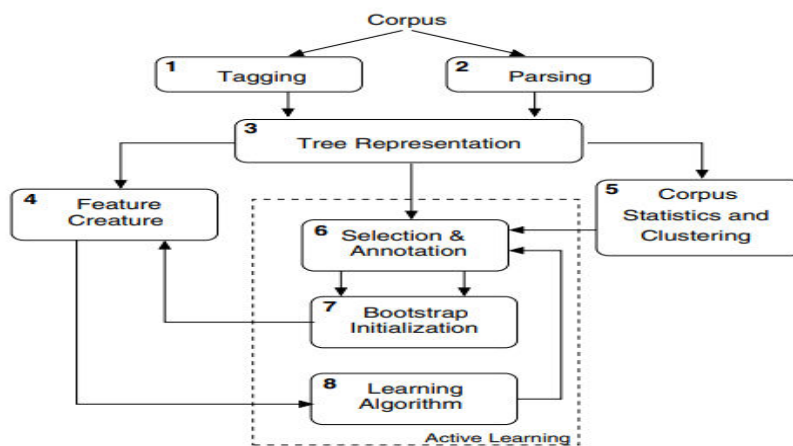 Corpus
1 Tagging
2 Parsing
3 Tree Representation
4 Feature
Creature
5 Corpus
Statistics and
Clustering
6 Selection &
Annotation
7 Bootstrap
Initialization
8 Learning
Algorithm
Active Learning